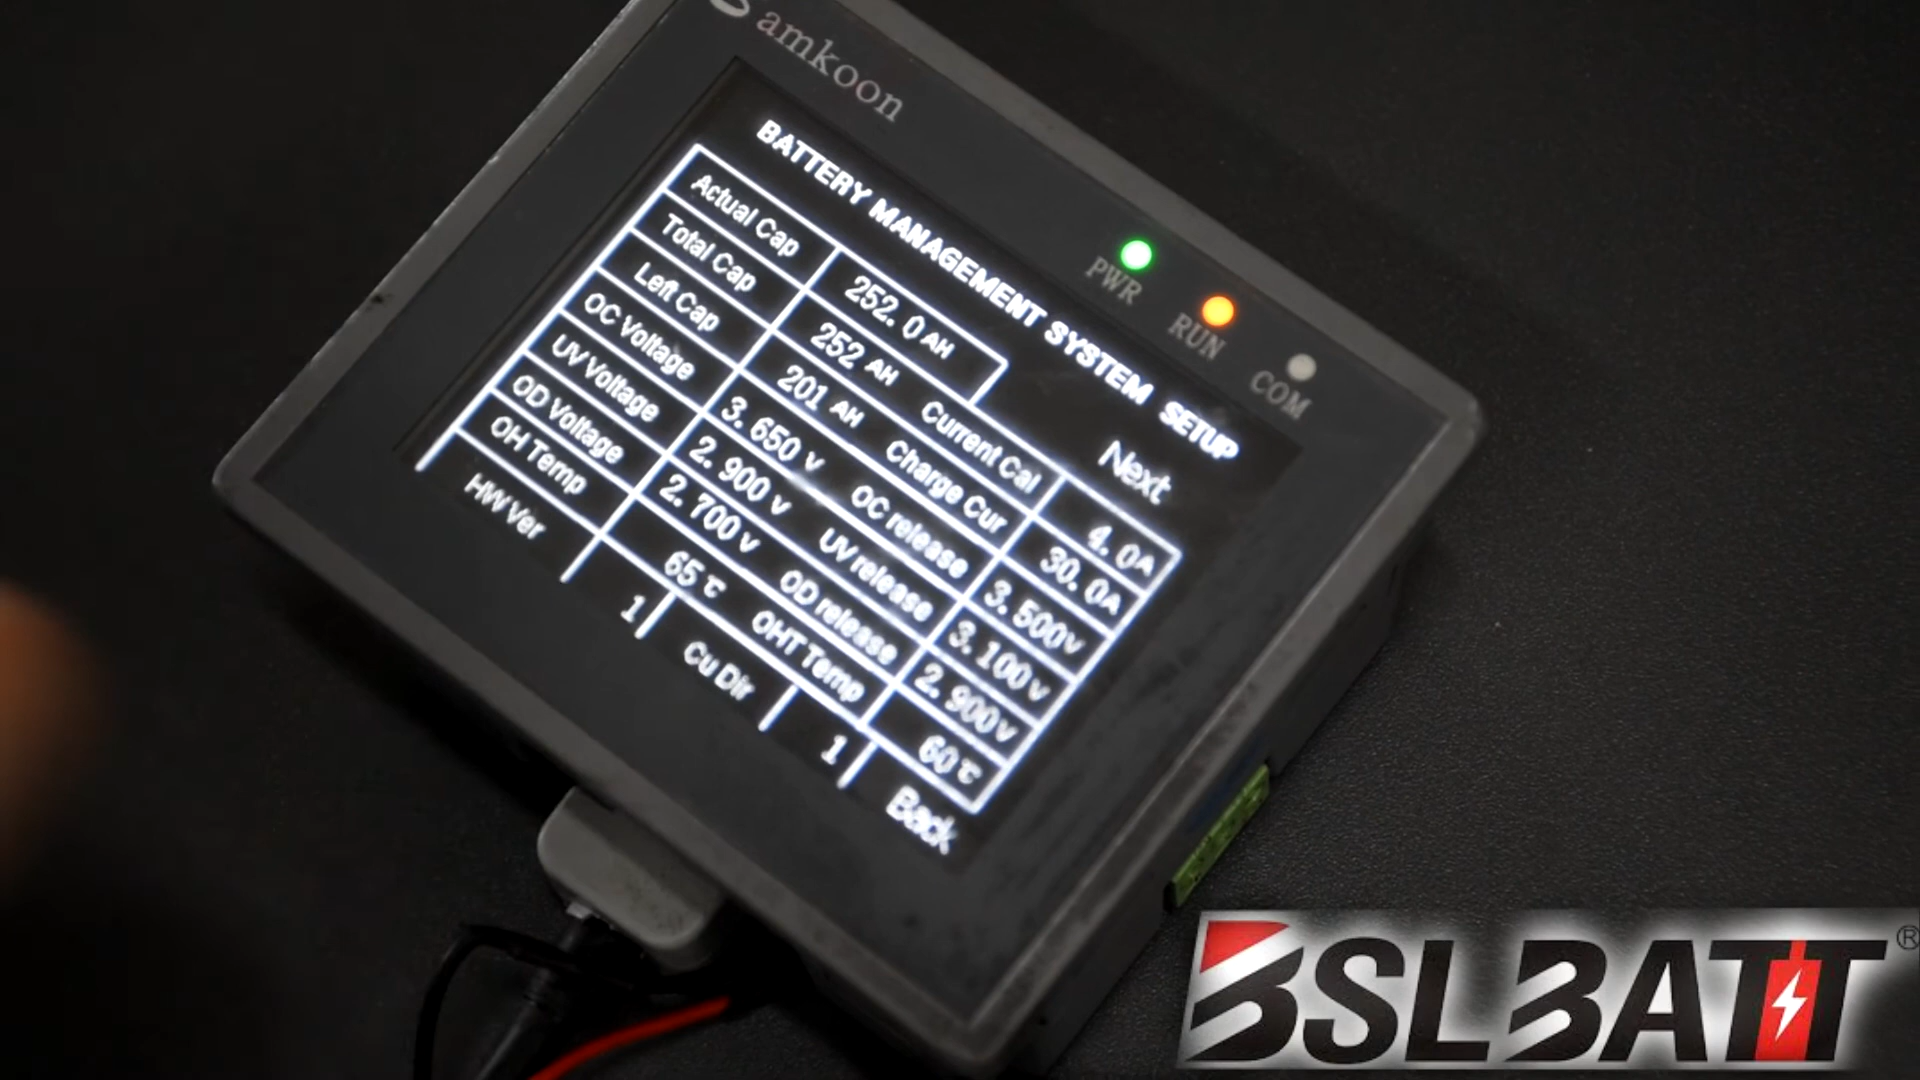 amkoon
BATTERY MANAGEMENT SYSTEM SETUP
PWR
RUN
COM
Actual Cap 252.0 AH Next
Total Cap 252 AH Current Cal 4.0A
Left Cap 201 AH Charge Cur 30.0A
OC Voltage 3.650 V OC release 3.500V
UV Voltage 2.900 V UV release 3.100V
OD Voltage 2.700V OD release 2.900V
OH Temp 65℃ OHT Temp 60℃
HW Ver 1 Cu Dir 1 Back
BSLBATT®